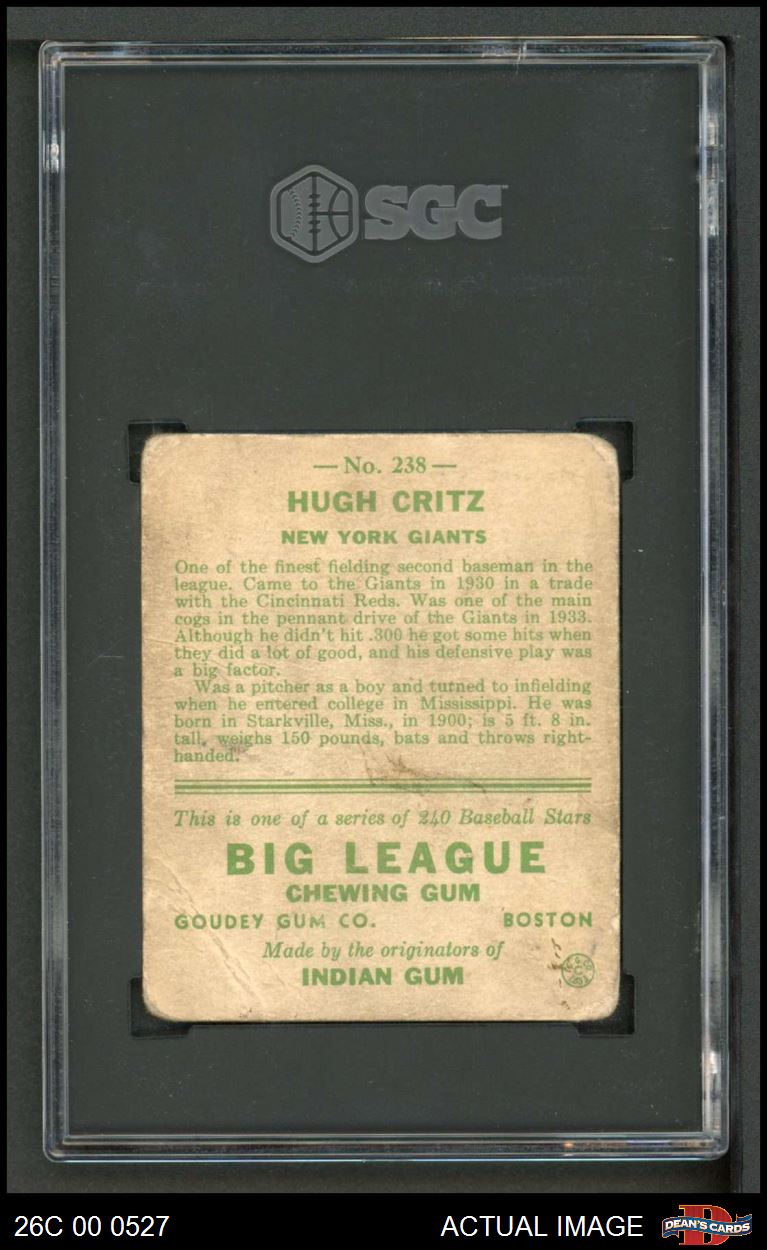 SGC
— No. 238 —
HUGH CRITZ
NEW YORK GIANTS
One of the finest fielding second baseman in the
league. Came to the Giants in 1930 in a trade
with the Cincinnati Reds. Was one of the main
cogs in the pennant drive of the Giants in 1933.
Although he didn't hit .300 he got some hits when
they did a lot of good, and his defensive play was
a big factor.
Was a pitcher as a boy and turned to infielding
when he entered college in Mississippi. He was
born in Starkville, Miss., in 1900; is 5 ft. 8 in.
tall, weighs 150 pounds, bats and throws right-
handed.
This is one of a series of 240 Baseball Stars
BIG LEAGUE
CHEWING GUM
GOUDEY GUM CO. BOSTON
Made by the originators of
INDIAN GUM
26C 00 0527 ACTUAL IMAGE DEAN'S CARDS